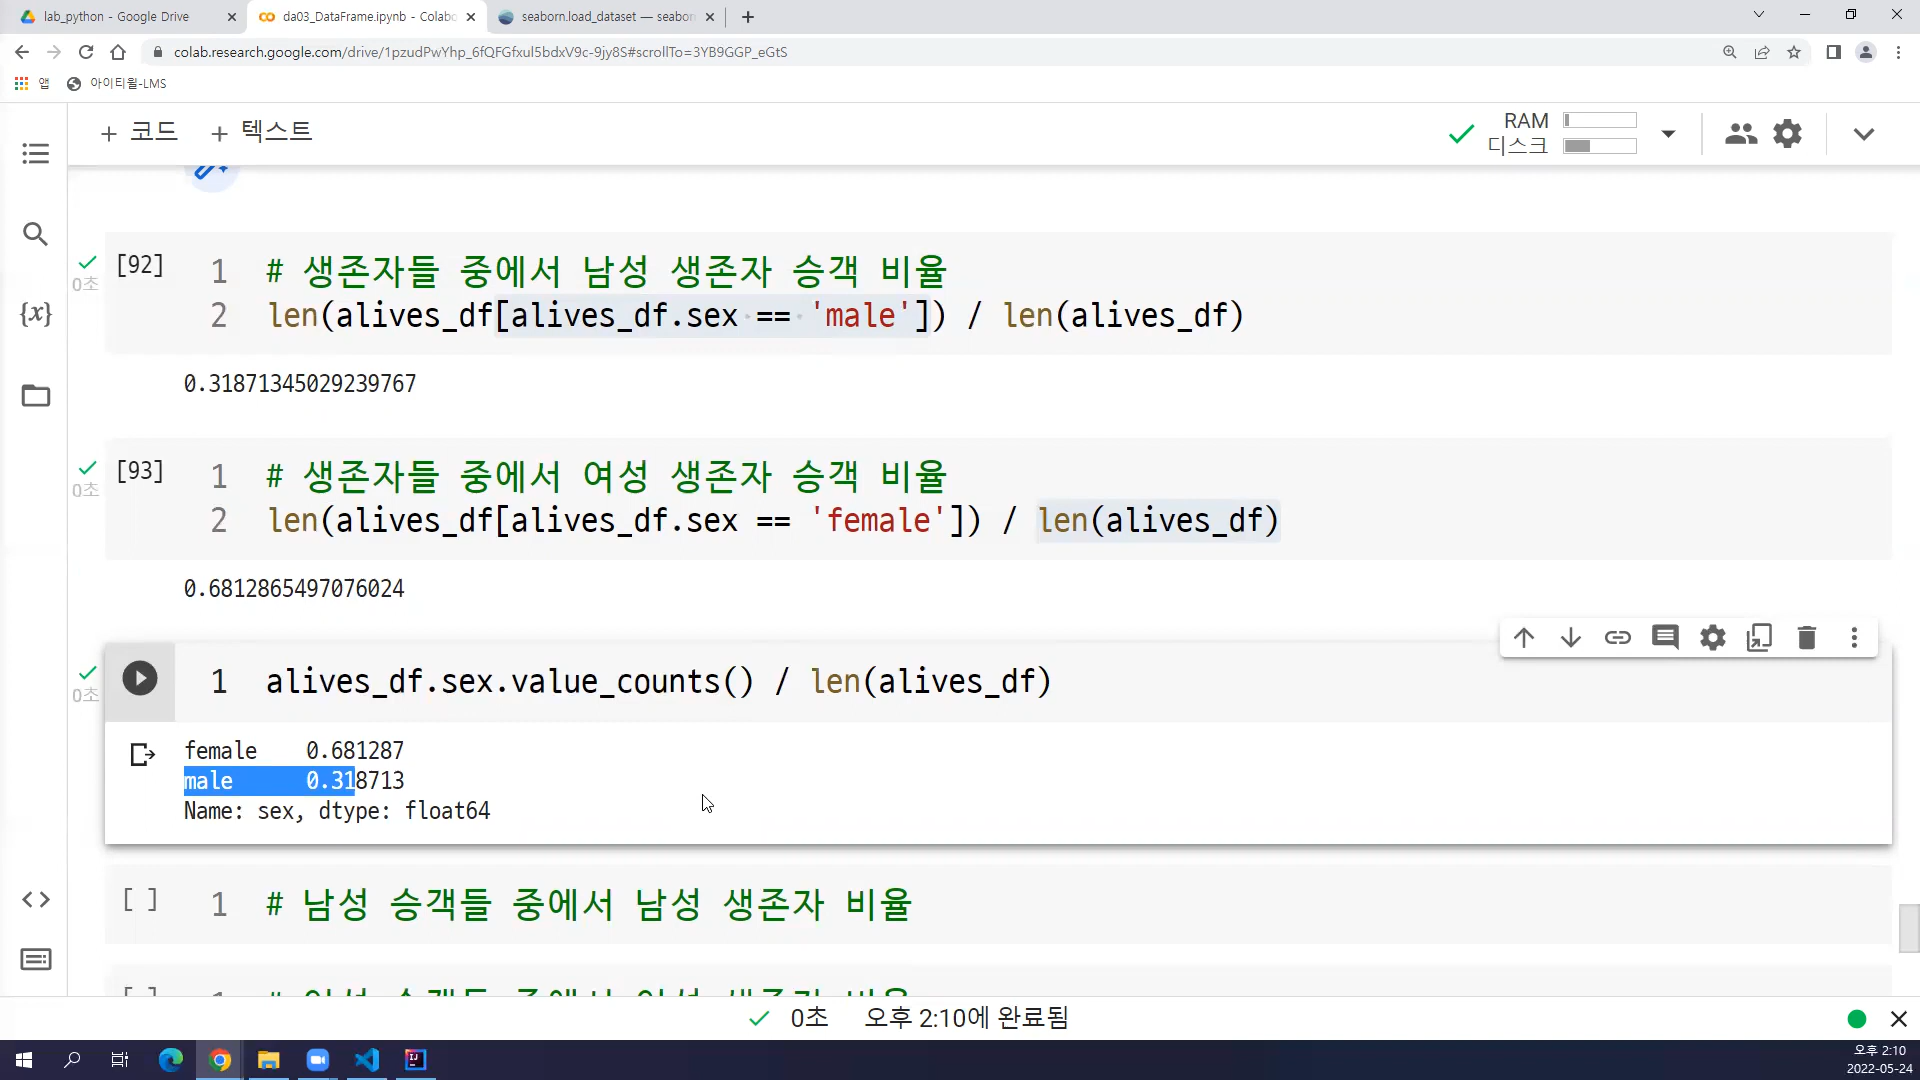 lab_python - Google Drive
da03_DataFrame.ipynb - Colabo
seaborn.load_dataset — seabor
colab.research.google.com/drive/1pzudPwYhp_6fQFGfxul5bdxV9c-9jy8S#scrollTo=3YB9GGP_eGtS
앱
아이티윌-LMS
+ 코드
+ 텍스트
RAM
디스크
0초
[92]
1 # 생존자들 중에서 남성 생존자 승객 비율
2 len(alives_df[alives_df.sex == 'male']) / len(alives_df)
0.31871345029239767
0초
[93]
1 # 생존자들 중에서 여성 생존자 승객 비율
2 len(alives_df[alives_df.sex == 'female']) / len(alives_df)
0.6812865497076024
0초
1 alives_df.sex.value_counts() / len(alives_df)
female 0.681287
male 0.318713
Name: sex, dtype: float64
[ ]
1 # 남성 승객들 중에서 남성 생존자 비율
0초 오후 2:10에 완료됨
오후 2:10
2022-05-24